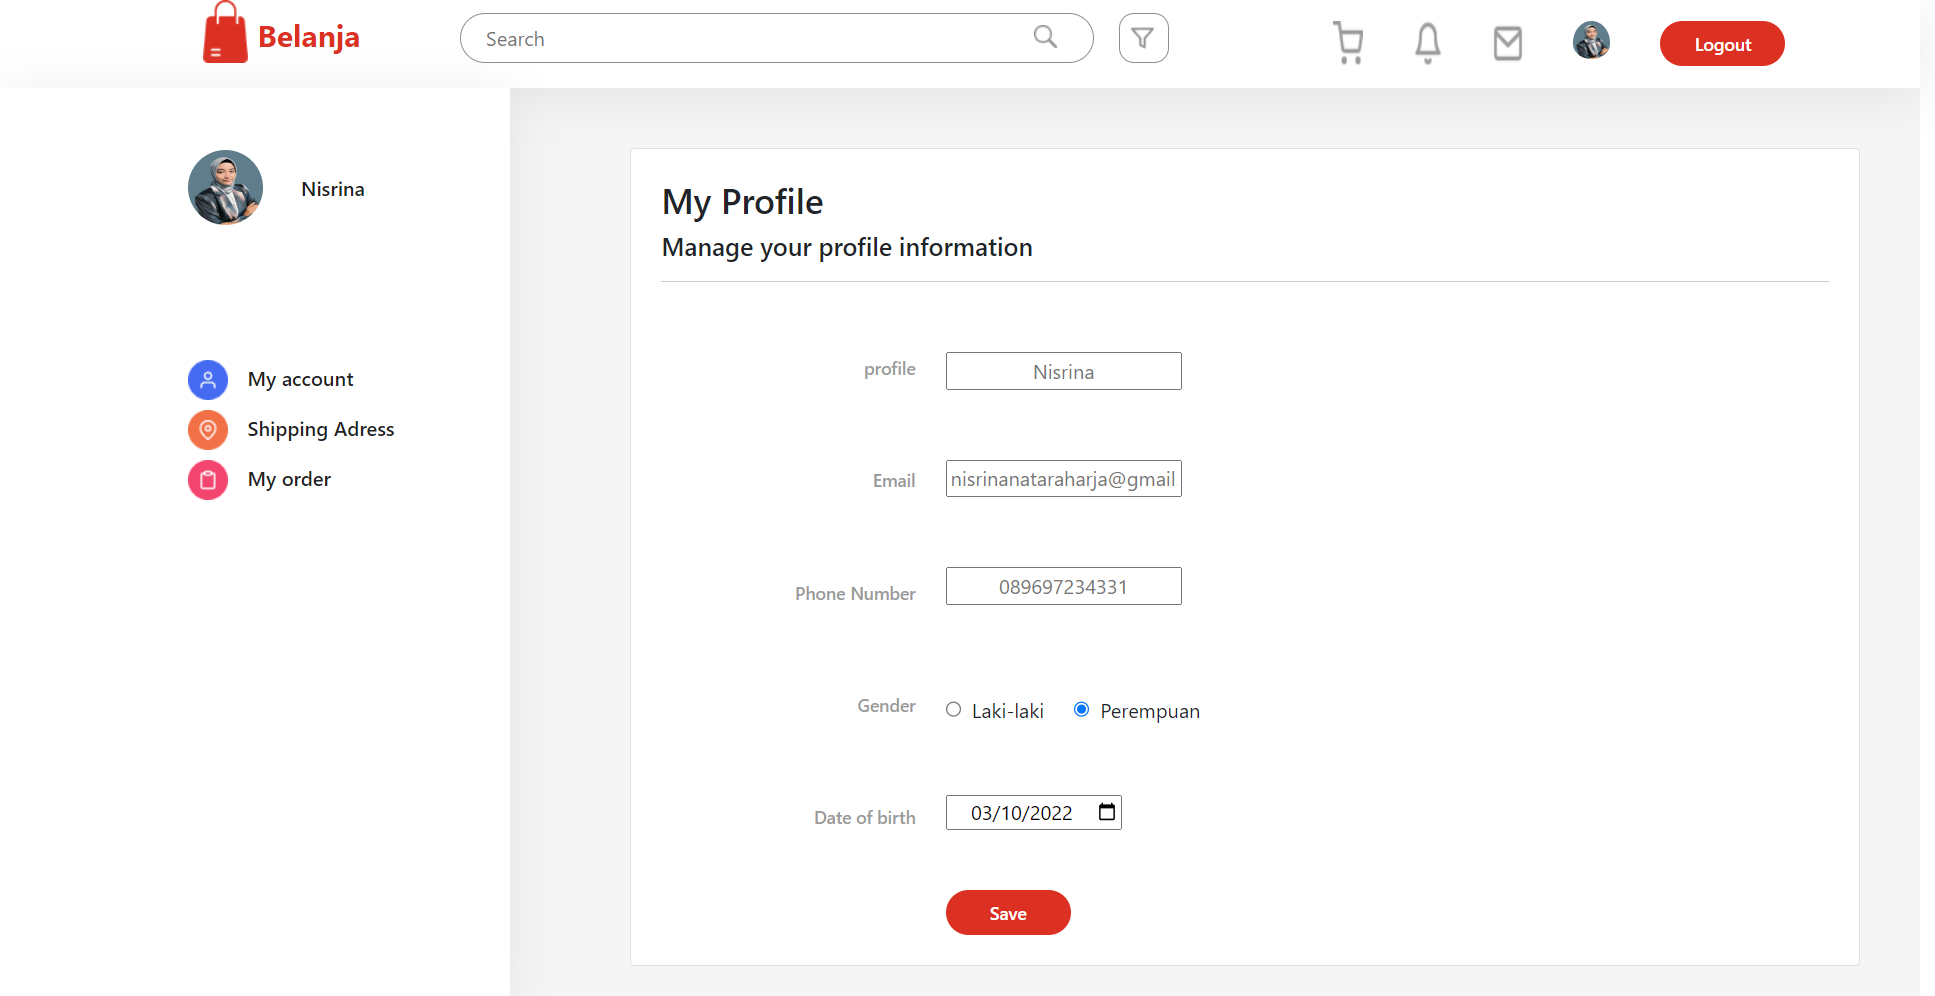 Belanja
Search
Logout
Nisrina
My account
Shipping Adress
My order
My Profile
Manage your profile information
profile
Nisrina
Email
nisrinanataraharja@gmail
Phone Number
089697234331
Gender
Laki-laki
Perempuan
Date of birth
03/10/2022
Save